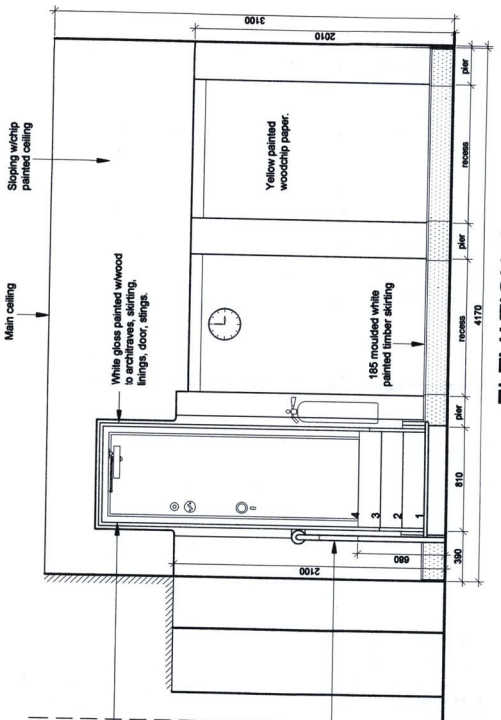 Main ceiling
Sloping w/chip
painted ceiling
White gloss painted w/wood
to architraves, skirting,
linings, door, stings.
Yellow painted
woodchip paper.
185 moulded white
painted timber skirting
3100
2010
2100
680
4
3
2
1
390
810
pier
recess
pier
recess
pier
4170